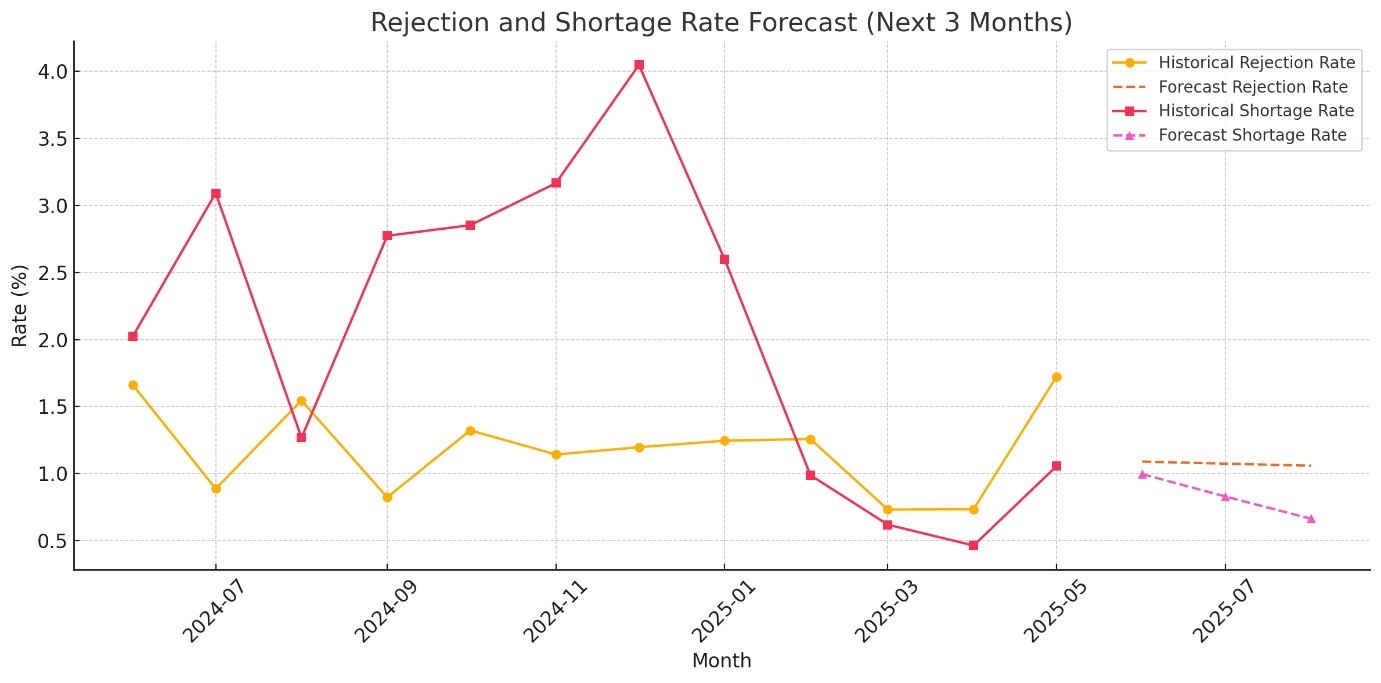 Rejection and Shortage Rate Forecast (Next 3 Months)
Historical Rejection Rate
Forecast Rejection Rate
Historical Shortage Rate
Forecast Shortage Rate
Rate (%)
4.0
3.5
3.0
2.5
2.0
1.5
1.0
0.5
2024-07
2024-09
2024-11
2025-01
2025-03
2025-05
2025-07
Month